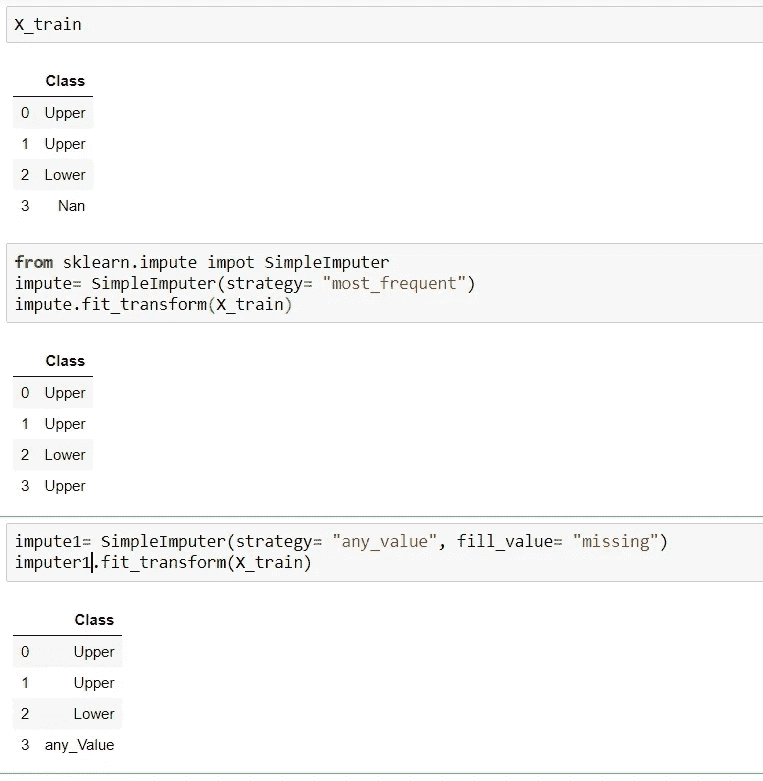 X_train
Class
0 Upper
1 Upper
2 Lower
3 Nan
from sklearn.impute impot SimpleImputer
impute= SimpleImputer(strategy= "most_frequent")
impute.fit_transform(X_train)
Class
0 Upper
1 Upper
2 Lower
3 Upper
impute1= SimpleImputer(strategy= "any_value", fill_value= "missing")
imputer1.fit_transform(X_train)
Class
0 Upper
1 Upper
2 Lower
3 any_Value